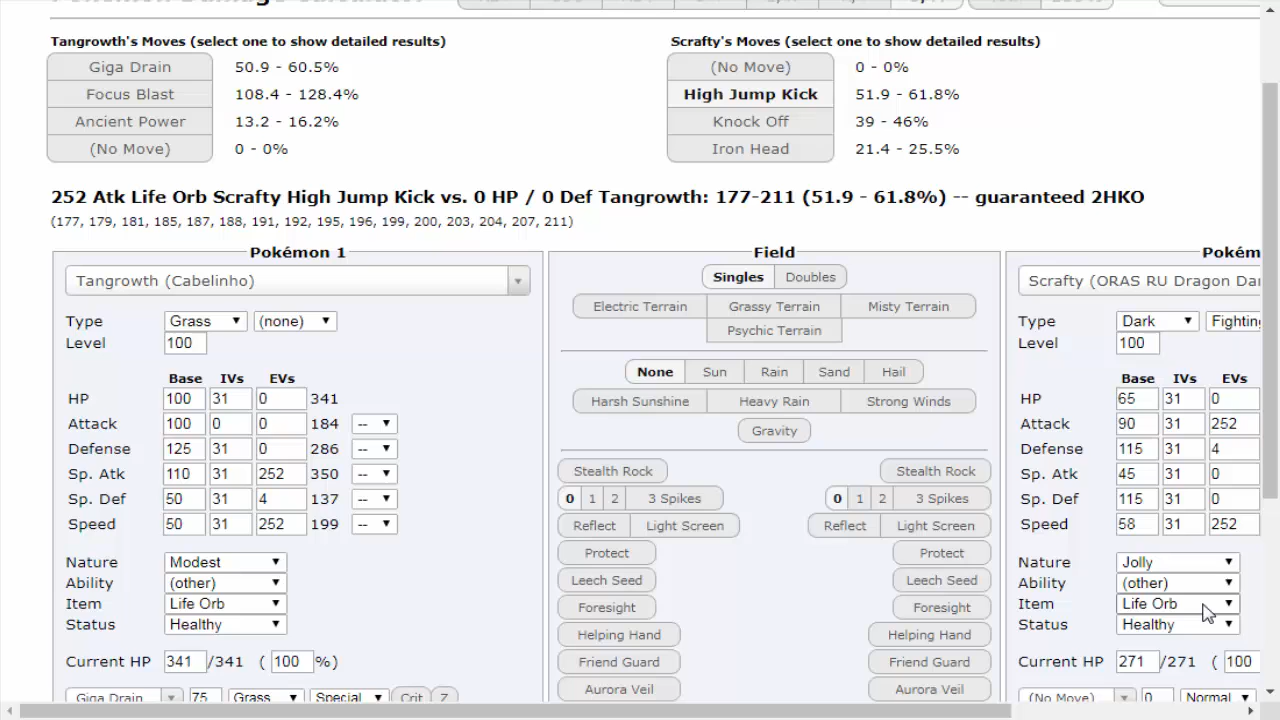 Tangrowth's Moves (select one to show detailed results)
Scrafty's Moves (select one to show detailed results)
Giga Drain 50.9 - 60.5%
(No Move) 0 - 0%
Focus Blast 108.4 - 128.4%
High Jump Kick 51.9 - 61.8%
Ancient Power 13.2 - 16.2%
Knock Off 39 - 46%
(No Move) 0 - 0%
Iron Head 21.4 - 25.5%
252 Atk Life Orb Scrafty High Jump Kick vs. 0 HP / 0 Def Tangrowth: 177-211 (51.9 - 61.8%) -- guaranteed 2HKO
(177, 179, 181, 185, 187, 188, 191, 192, 195, 196, 199, 200, 203, 204, 207, 211)
Pokémon 1
Tangrowth (Cabelinho)
Type Grass (none)
Level 100
Base IVs EVs
HP 100 31 0 341
Attack 100 0 0 184 --
Defense 125 31 0 286 --
Sp. Atk 110 31 252 350 --
Sp. Def 50 31 4 137 --
Speed 50 31 252 199 --
Nature Modest
Ability (other)
Item Life Orb
Status Healthy
Current HP 341 /341 ( 100 %)
Giga Drain 75 Grass Special Crit Z
Field
Singles Doubles
Electric Terrain Grassy Terrain Misty Terrain
Psychic Terrain
None Sun Rain Sand Hail
Harsh Sunshine Heavy Rain Strong Winds
Gravity
Stealth Rock Stealth Rock
0 1 2 3 Spikes 0 1 2 3 Spikes
Reflect Light Screen Reflect Light Screen
Protect Protect
Leech Seed Leech Seed
Foresight Foresight
Helping Hand Helping Hand
Friend Guard Friend Guard
Aurora Veil Aurora Veil
Pokém
Scrafty (ORAS RU Dragon Da
Type Dark Fighting
Level 100
Base IVs EVs
HP 65 31 0
Attack 90 31 252
Defense 115 31 4
Sp. Atk 45 31 0
Sp. Def 115 31 0
Speed 58 31 252
Nature Jolly
Ability (other)
Item Life Orb
Status Healthy
Current HP 271 /271 ( 100
(No Move) 0 Normal